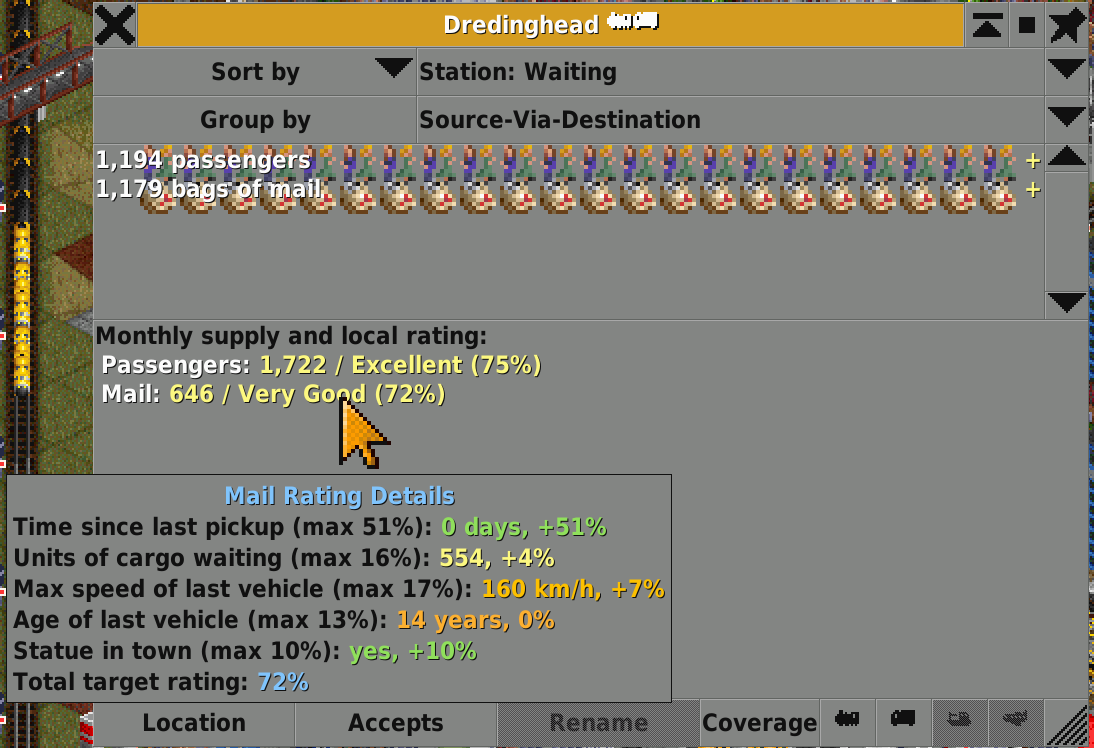 Dredinghead
Sort by Station: Waiting
Group by Source-Via-Destination
1,194 passengers +
1,179 bags of mail +
Monthly supply and local rating:
Passengers: 1,722 / Excellent (75%)
Mail: 646 / Very Good (72%)
Mail Rating Details
Time since last pickup (max 51%): 0 days, +51%
Units of cargo waiting (max 16%): 554, +4%
Max speed of last vehicle (max 17%): 160 km/h, +7%
Age of last vehicle (max 13%): 14 years, 0%
Statue in town (max 10%): yes, +10%
Total target rating: 72%
Location Accepts Rename Coverage